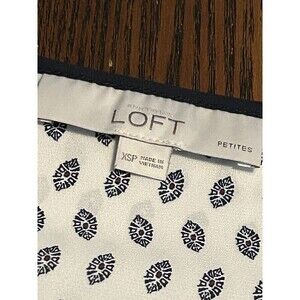 LOFT
PETITES
XSP
MADE IN
VIETNAM